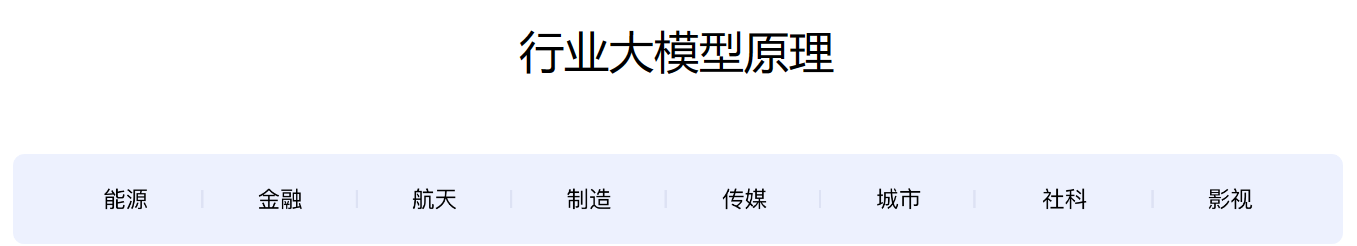 行业大模型原理
能源 金融 航天 制造 传媒 城市 社科 影视